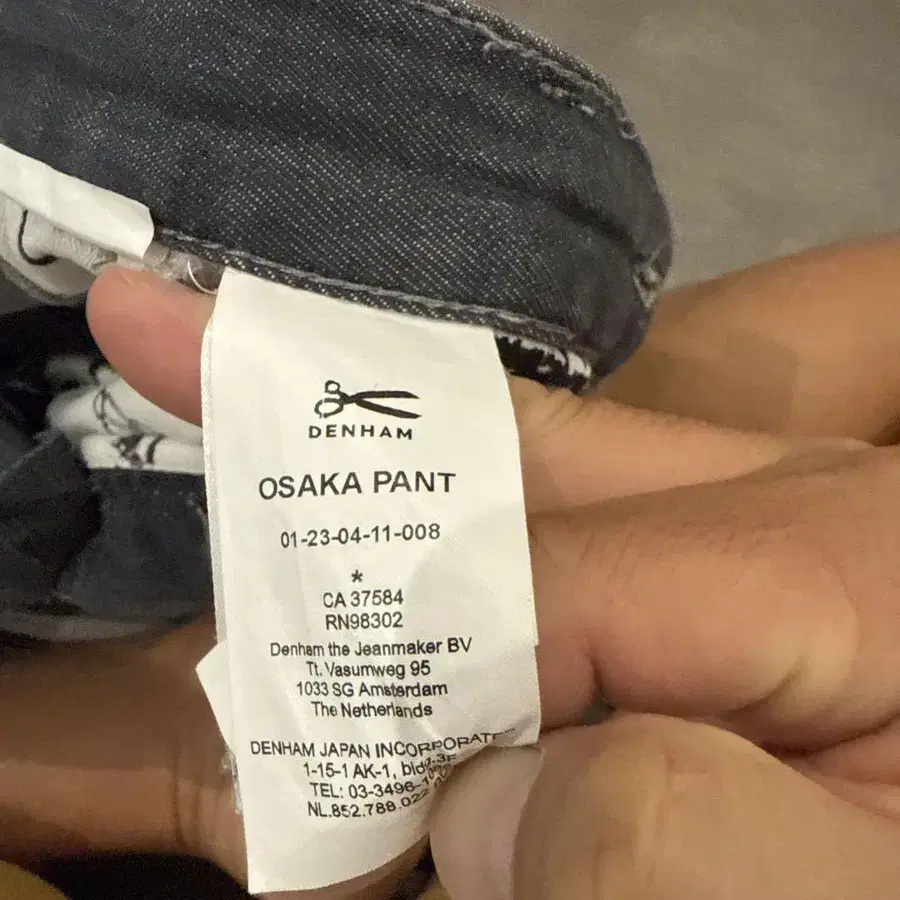 DENHAM
OSAKA PANT
01-23-04-11-008
*
CA 37584
RN98302
Denham the Jeanmaker BV
Tt. Vasumweg 95
1033 SG Amsterdam
The Netherlands
DENHAM JAPAN INCORPORATE
1-15-1 AK-1, bldg.3F
TEL: 03-3496-
NL.852.788.022